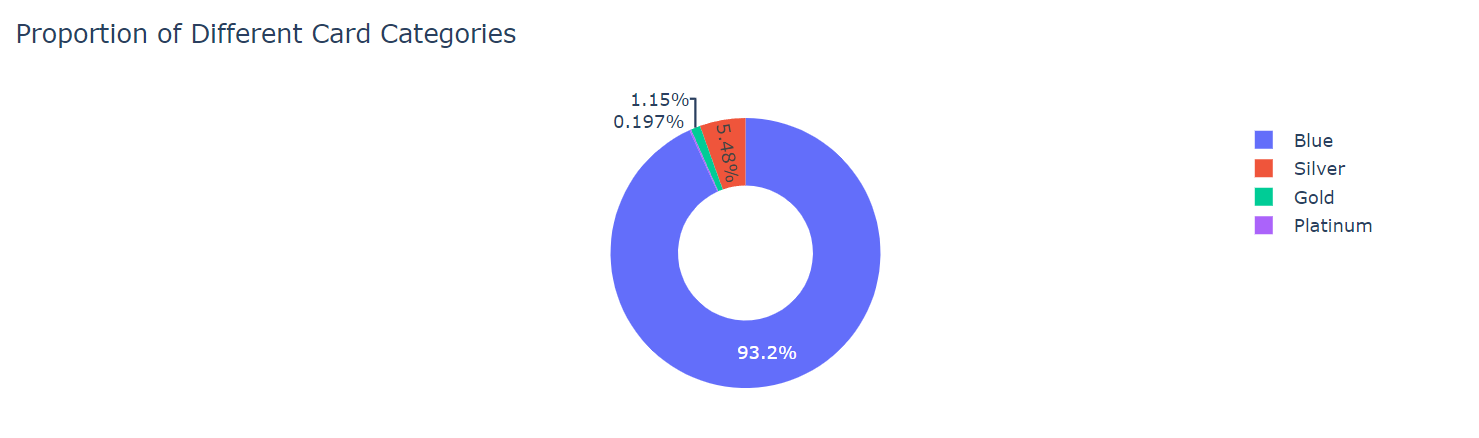 Proportion of Different Card Categories
1.15%
0.197%
5.48%
93.2%
Blue
Silver
Gold
Platinum